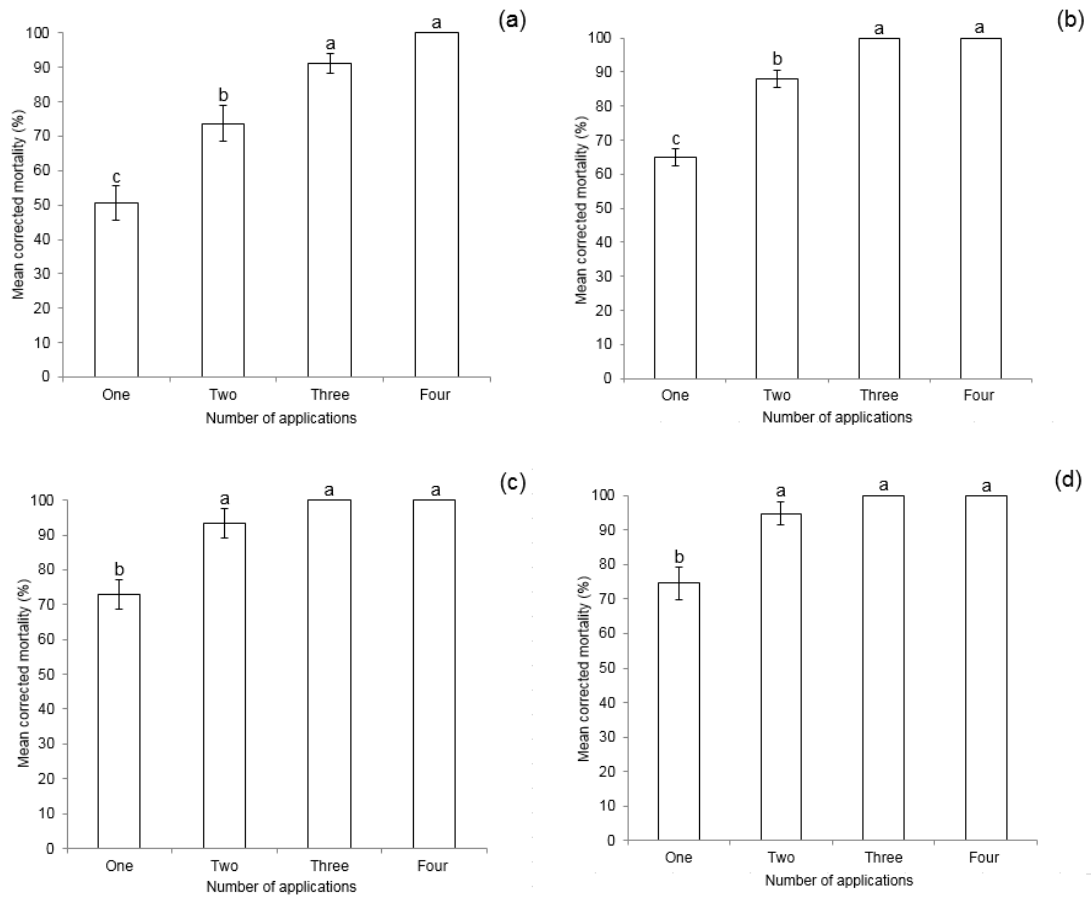 (a)
Mean corrected mortality (%)
100
90
80
70
60
50
40
30
20
10
0
c
b
a
a
One Two Three Four
Number of applications
(b)
Mean corrected mortality (%)
100
90
80
70
60
50
40
30
20
10
0
c
b
a
a
One Two Three Four
Number of applications
(c)
Mean corrected mortality (%)
100
90
80
70
60
50
40
30
20
10
0
b
a
a
a
One Two Three Four
Number of applications
(d)
Mean corrected mortality (%)
100
90
80
70
60
50
40
30
20
10
0
b
a
a
a
One Two Three Four
Number of applications